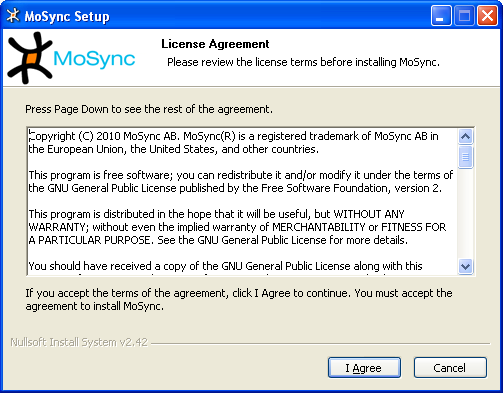 MoSync Setup
MoSync
License Agreement
Please review the license terms before installing MoSync.
Press Page Down to see the rest of the agreement.
Copyright (C) 2010 MoSync AB. MoSync(R) is a registered trademark of MoSync AB in
the European Union, the United States, and other countries.
This program is free software; you can redistribute it and/or modify it under the terms of
the GNU General Public License published by the Free Software Foundation, version 2.
This program is distributed in the hope that it will be useful, but WITHOUT ANY
WARRANTY; without even the implied warranty of MERCHANTABILITY or FITNESS FOR
A PARTICULAR PURPOSE. See the GNU General Public License for more details.
You should have received a copy of the GNU General Public License along with this
If you accept the terms of the agreement, click I Agree to continue. You must accept the
agreement to install MoSync.
Nullsoft Install System v2.42
I Agree
Cancel